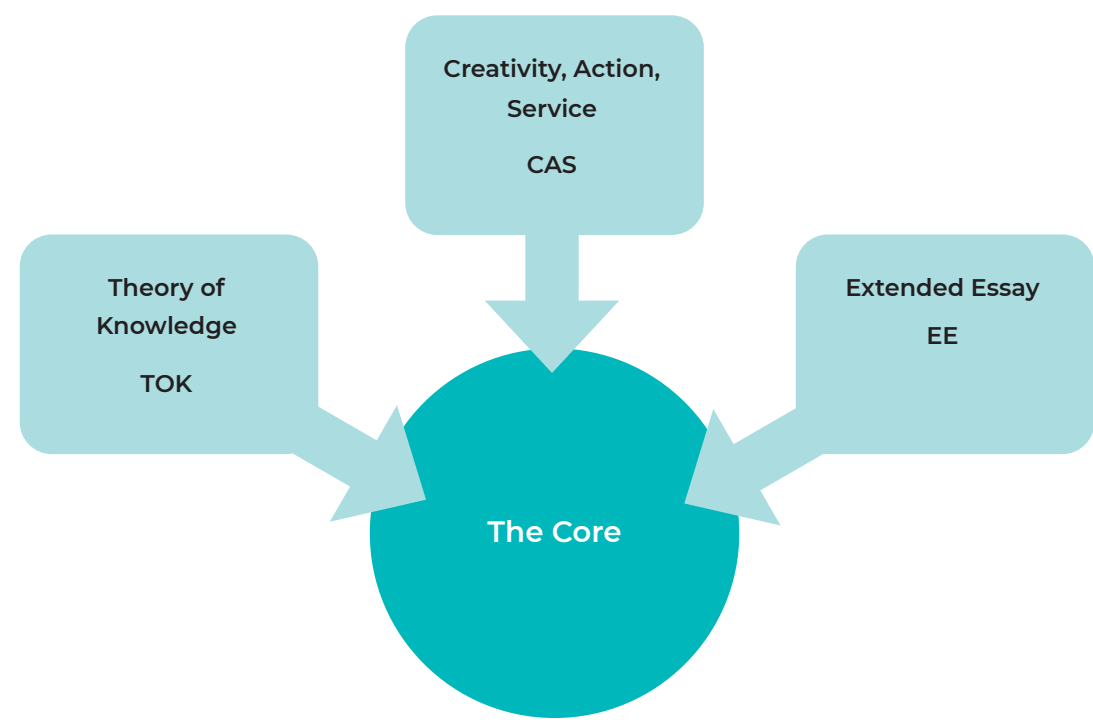 Creativity, Action,
Service
CAS
Theory of
Knowledge
TOK
Extended Essay
EE
The Core